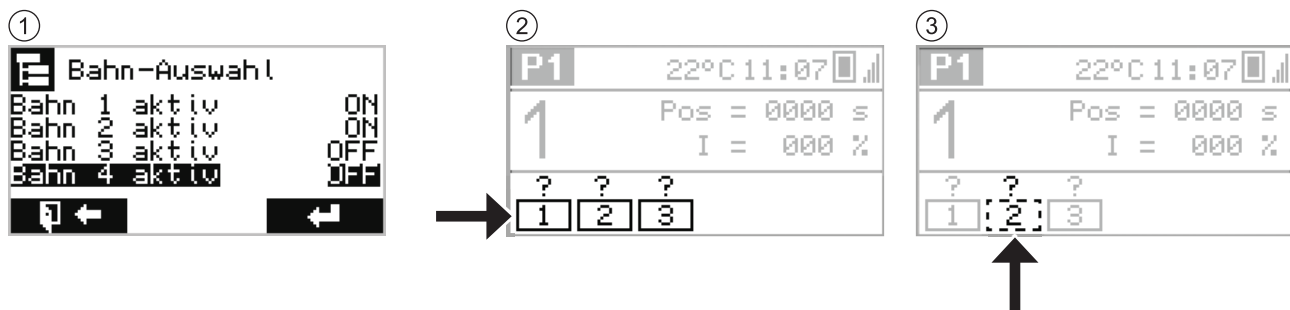 1
Bahn-Auswahl
Bahn 1 aktiv ON
Bahn 2 aktiv ON
Bahn 3 aktiv OFF
Bahn 4 aktiv OFF
2
P1 22°C 11:07
1 Pos = 0000 s
I = 000 %
? ? ?
1 2 3
3
P1 22°C 11:07
1 Pos = 0000 s
I = 000 %
? ? ?
1 2 3